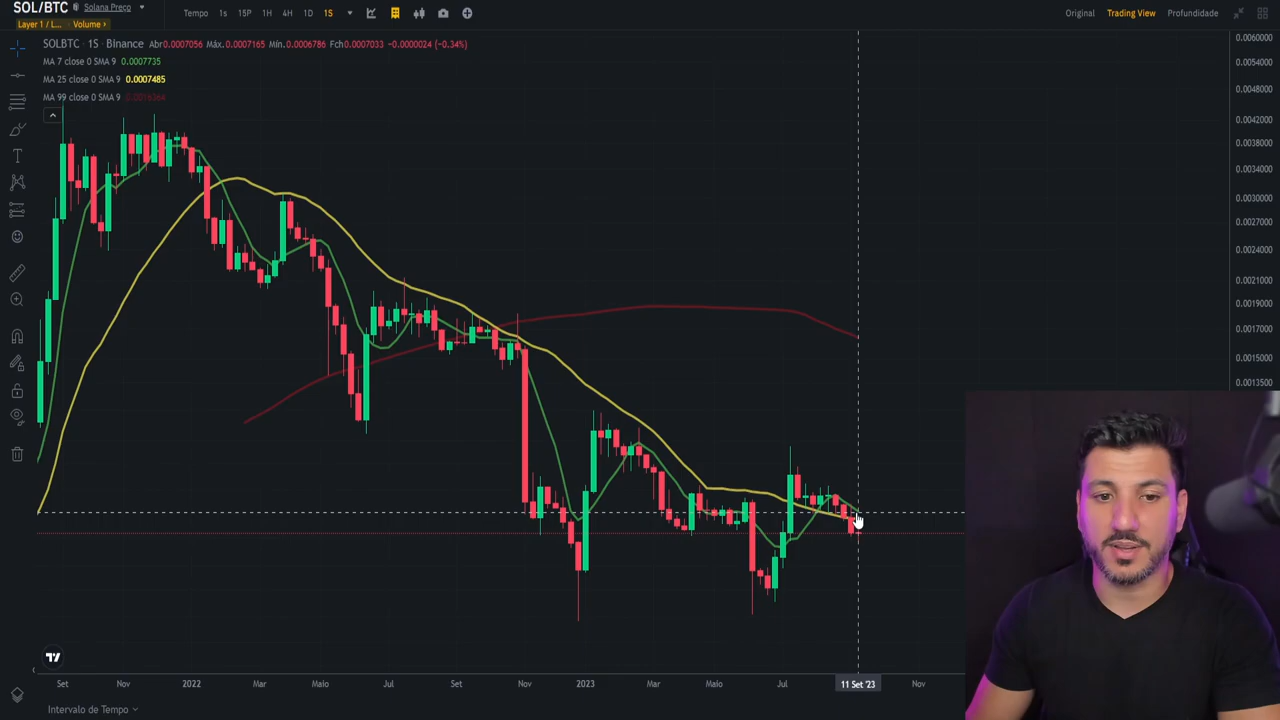 SOL/BTC Solana Preço
Layer 1 / L... Volume
Tempo 1s 15P 1H 4H 1D 1S
Original Trading View Profundidade
SOLBTC · 1S · Binance Abr0.0007056 Máx.0.0007165 Mín.0.0006786 Fch0.0007033 −0.0000024 (−0.34%)
MA 7 close 0 SMA 9 0.0007735
MA 25 close 0 SMA 9 0.0007485
MA 99 close 0 SMA 9
0.0060000
0.0054000
0.0048000
0.0042000
0.0038000
0.0034000
0.0030000
0.0027000
0.0024000
0.0021000
0.0019000
0.0017000
0.0015000
0.0013500
Set Nov 2022 Mar Maio Jul Set Nov 2023 Mar Maio Jul 11 Set '23 Nov
Intervalo de Tempo